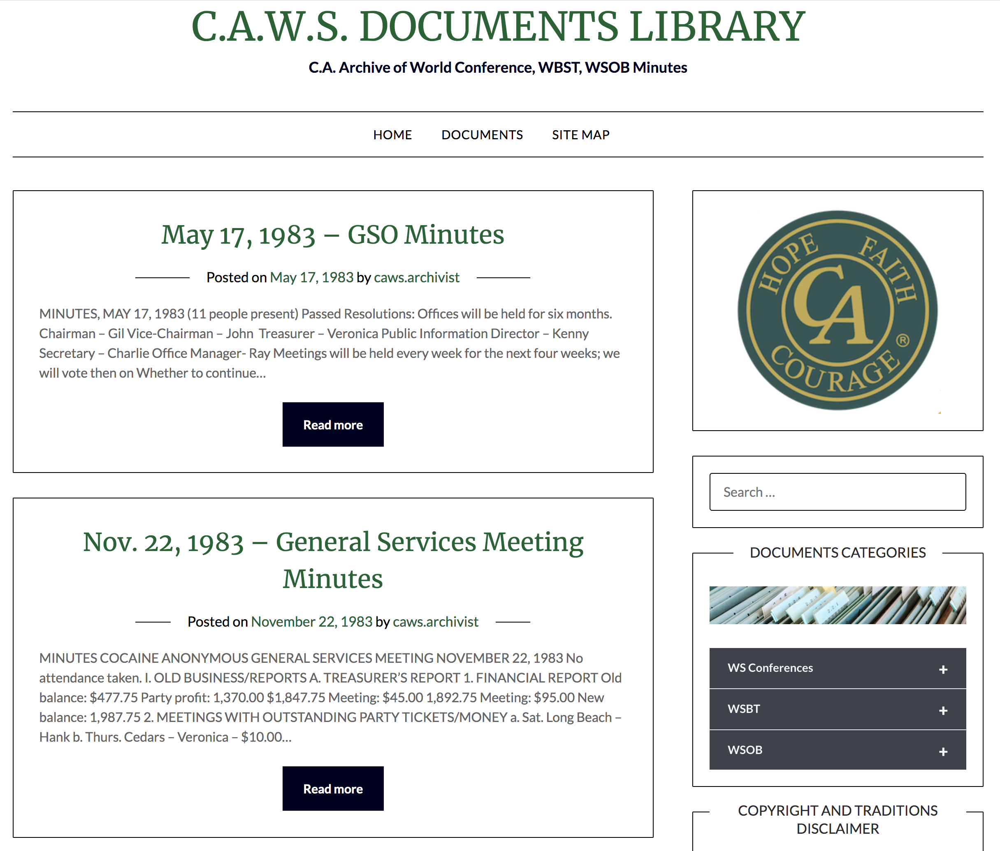 C.A.W.S. DOCUMENTS LIBRARY
C.A. Archive of World Conference, WBST, WSOB Minutes
HOME DOCUMENTS SITE MAP
May 17, 1983 – GSO Minutes
Posted on May 17, 1983 by caws.archivist
MINUTES, MAY 17, 1983 (11 people present) Passed Resolutions: Offices will be held for six months.
Chairman – Gil Vice-Chairman – John  Treasurer – Veronica Public Information Director – Kenny
Secretary – Charlie Office Manager- Ray Meetings will be held every week for the next four weeks; we
will vote then on Whether to continue…
Read more
Nov. 22, 1983 – General Services Meeting
Minutes
Posted on November 22, 1983 by caws.archivist
MINUTES COCAINE ANONYMOUS GENERAL SERVICES MEETING NOVEMBER 22, 1983 No
attendance taken. I. OLD BUSINESS/REPORTS A. TREASURER’S REPORT 1. FINANCIAL REPORT Old
balance: $477.75 Party profit: 1,370.00 $1,847.75 Meeting: $45.00 1,892.75 Meeting: $95.00 New
balance: 1,987.75 2. MEETINGS WITH OUTSTANDING PARTY TICKETS/MONEY a. Sat. Long Beach –
Hank b. Thurs. Cedars – Veronica – $10.00…
Read more
HOPE FAITH
CA
COURAGE ®
Search …
DOCUMENTS CATEGORIES
2.2.4
2.2.3
2.2.1
WS Conferences +
WSBT +
WSOB +
COPYRIGHT AND TRADITIONS
DISCLAIMER